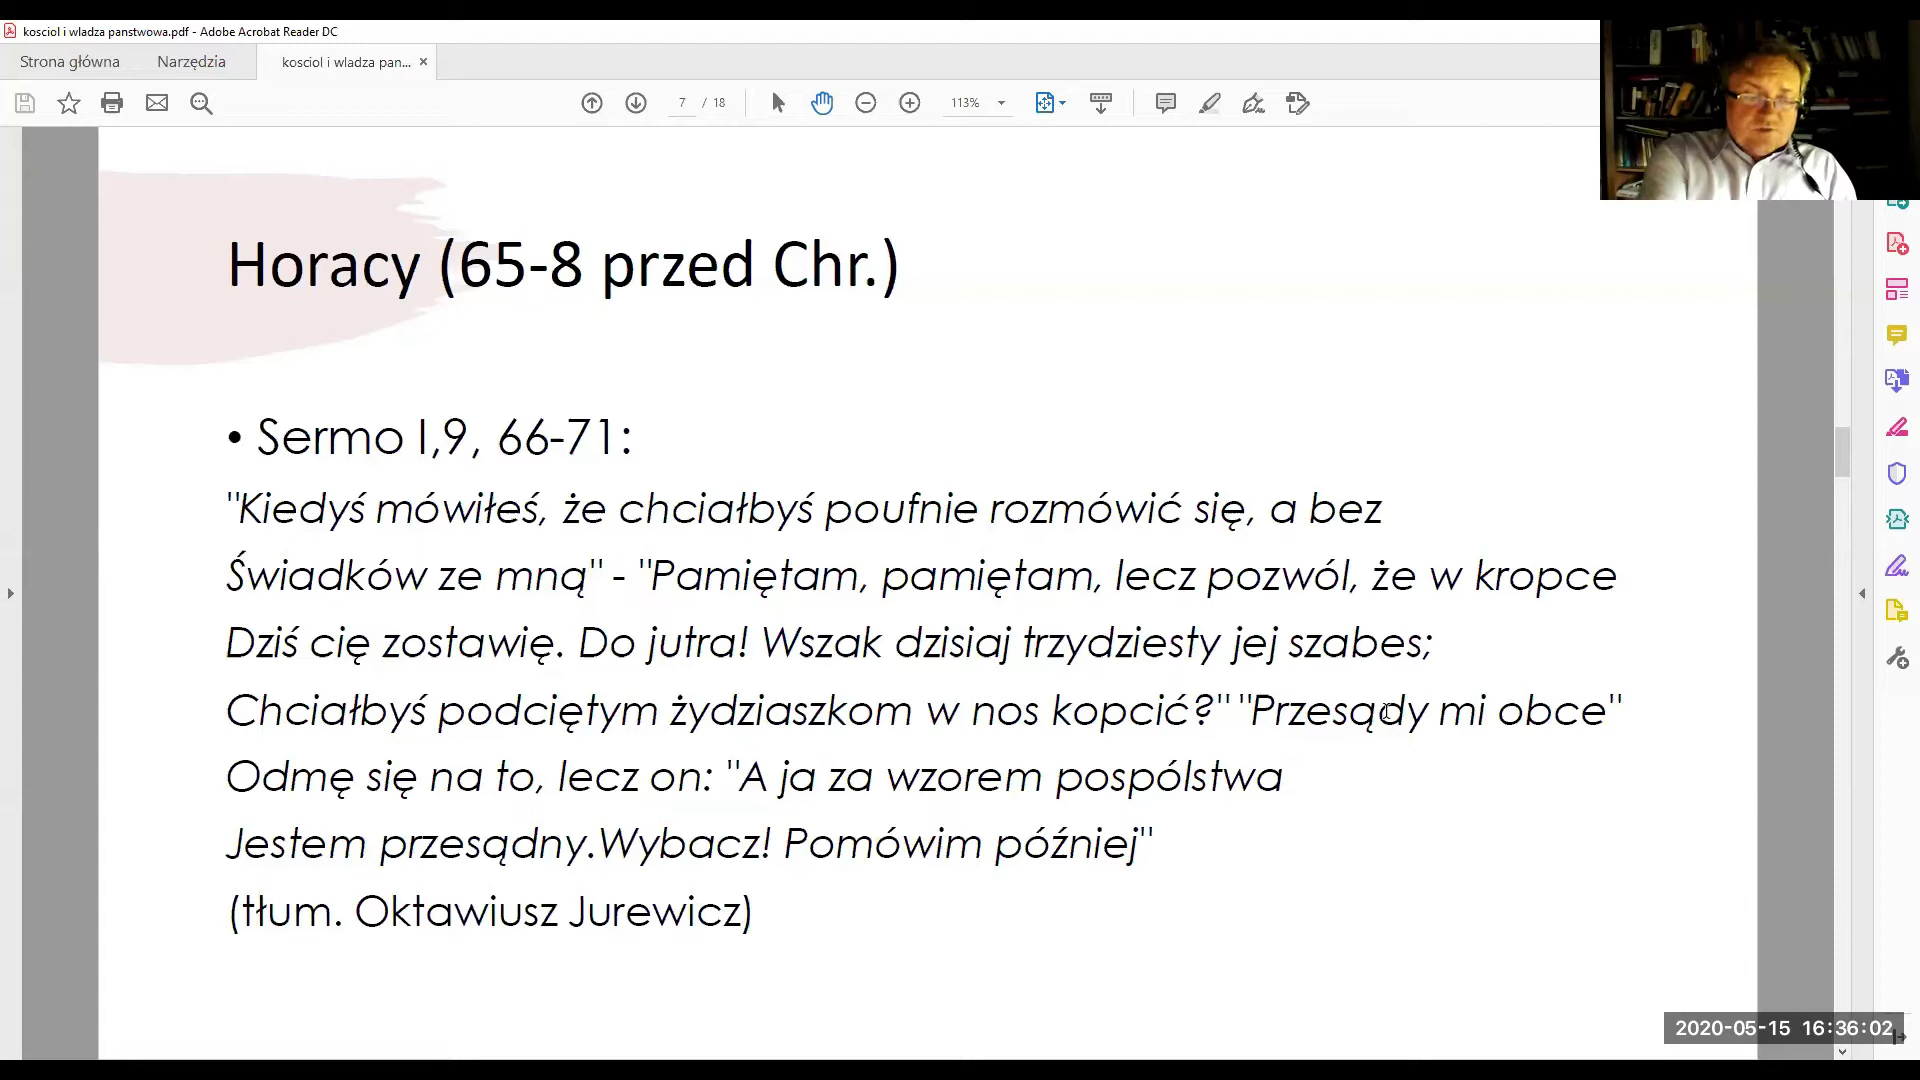 kosciol i wladza panstwowa.pdf - Adobe Acrobat Reader DC
Strona główna Narzędzia kosciol i wladza pan... ×
7 / 18 113%
Horacy (65-8 przed Chr.)
• Sermo I,9, 66-71:
"Kiedyś mówiłeś, że chciałbyś poufnie rozmówić się, a bez
Świadków ze mną" - "Pamiętam, pamiętam, lecz pozwól, że w kropce
Dziś cię zostawię. Do jutra! Wszak dzisiaj trzydziesty jej szabes;
Chciałbyś podciętym żydziaszkom w nos kopcić?" "Przesądy mi obce"
Odmę się na to, lecz on: "A ja za wzorem pospólstwa
Jestem przesądny.Wybacz! Pomówim później"
(tłum. Oktawiusz Jurewicz)
2020-05-15 16:36:02